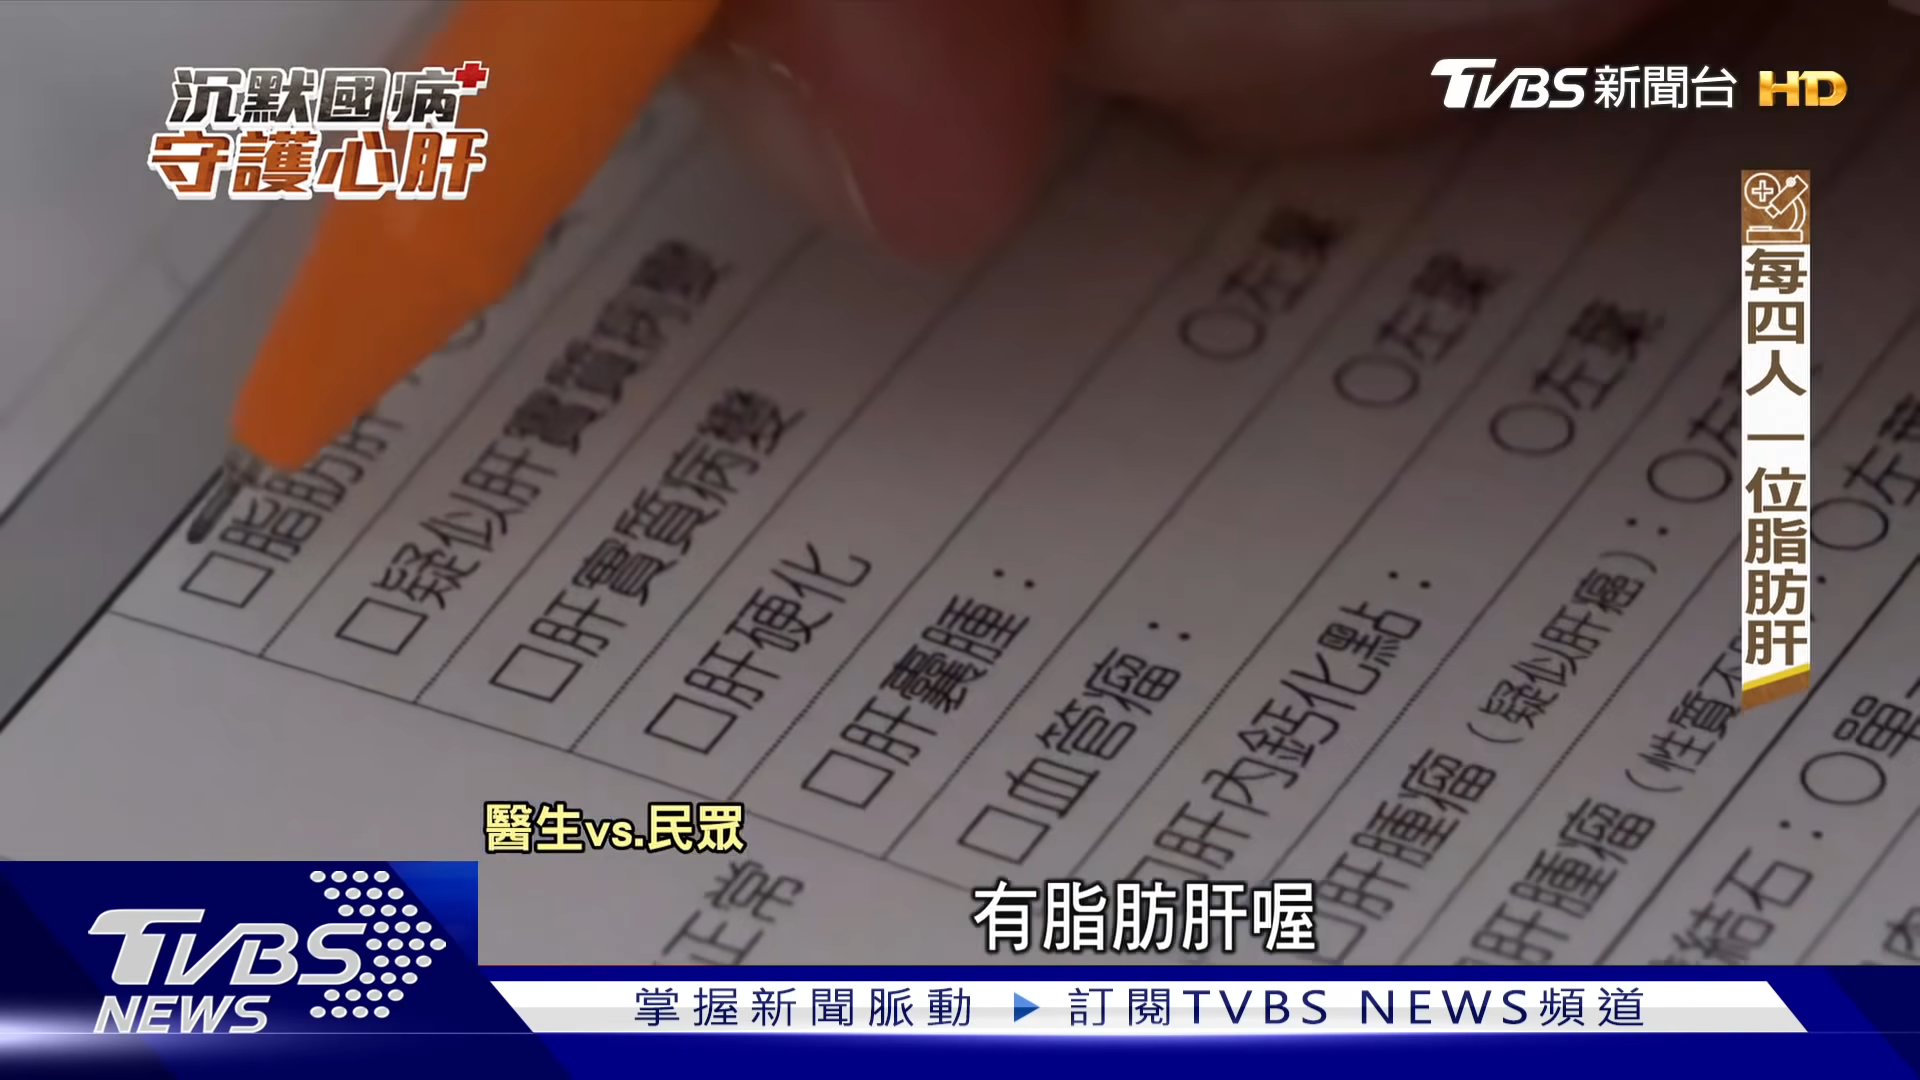 沉默國病
守護心肝
TVBS新聞台 HD
每四人一位脂肪肝
□脂肪肝
□疑似肝實質病變
□肝實質病變
□肝硬化
□肝囊腫：
□血管瘤： ○左葉
□肝內鈣化點： ○左葉
□肝腫瘤（疑似肝癌）： ○左葉
肝腫瘤（性質不 ○左
結石： ○單
正常
醫生vs.民眾
有脂肪肝喔
TVBS
NEWS
掌握新聞脈動 ▶ 訂閱TVBS NEWS頻道